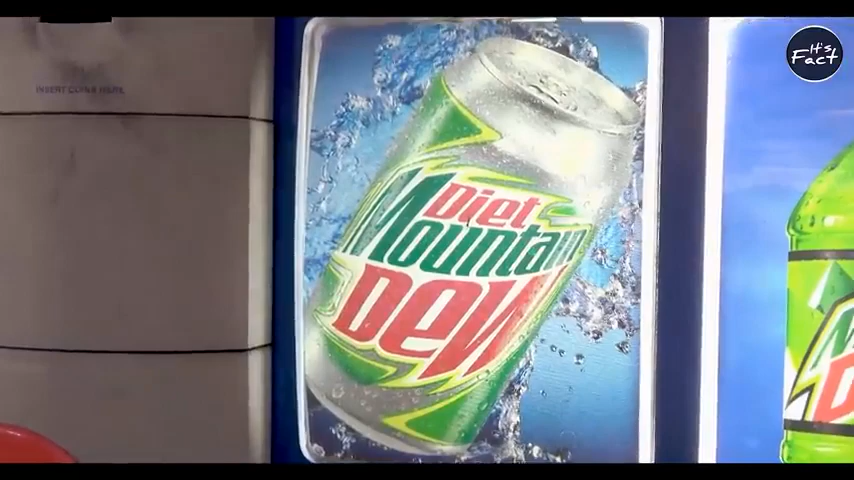 INSERT COINS HERE
It's
Fact
Diet
Mountain
Dew